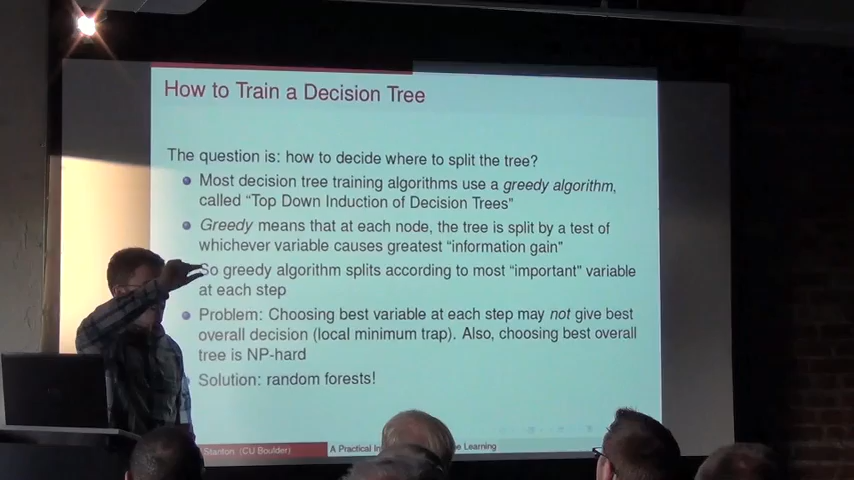 How to Train a Decision Tree
The question is: how to decide where to split the tree?
Most decision tree training algorithms use a greedy algorithm,
called "Top Down Induction of Decision Trees"
Greedy means that at each node, the tree is split by a test of
whichever variable causes greatest "information gain"
So greedy algorithm splits according to most "important" variable
at each step
Problem: Choosing best variable at each step may not give best
overall decision (local minimum trap). Also, choosing best overall
tree is NP-hard
Solution: random forests!
Stanton (CU Boulder) A Practical Learning